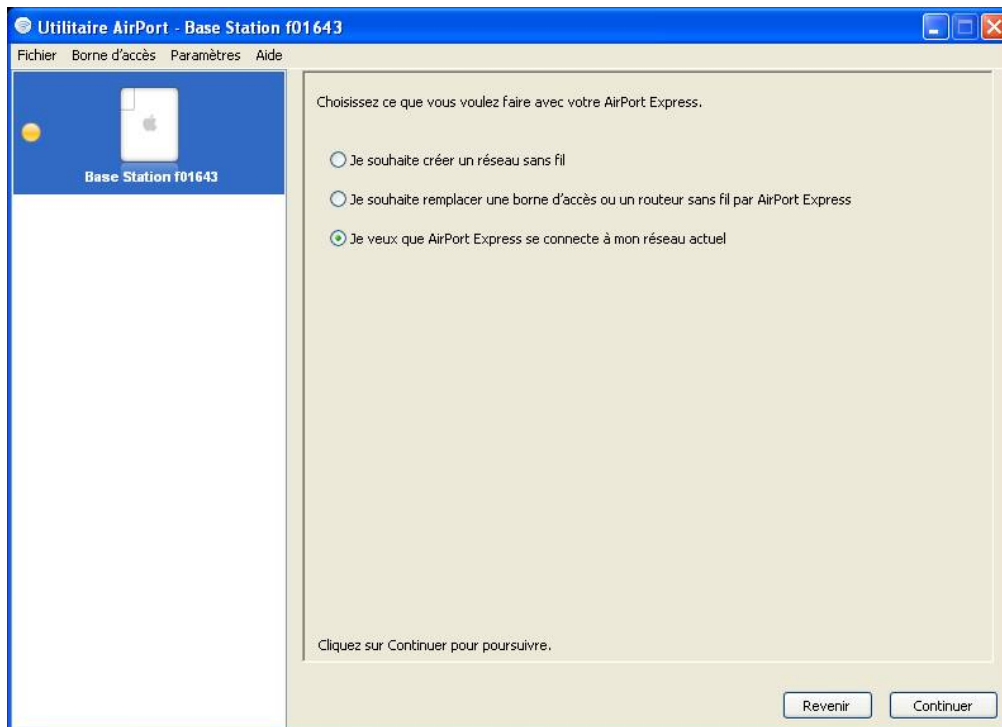 Utilitaire AirPort - Base Station f01643
Fichier Borne d'accès Paramètres Aide
Base Station f01643
Choisissez ce que vous voulez faire avec votre AirPort Express.
Je souhaite créer un réseau sans fil
Je souhaite remplacer une borne d'accès ou un routeur sans fil par AirPort Express
Je veux que AirPort Express se connecte à mon réseau actuel
Cliquez sur Continuer pour poursuivre.
Revenir Continuer